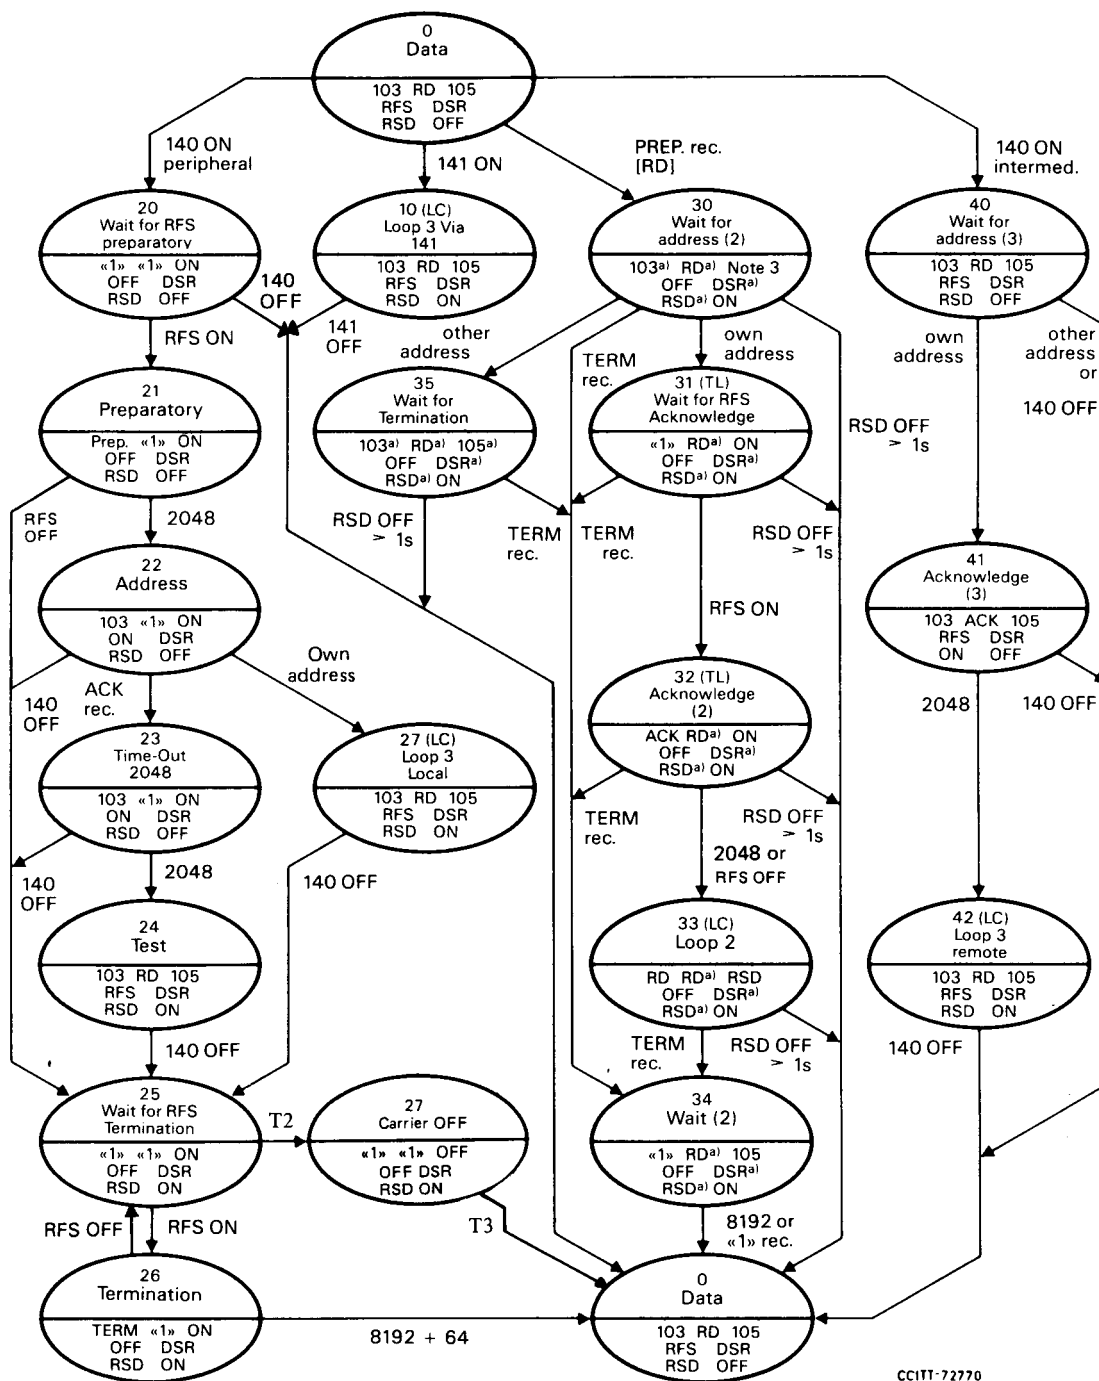 0
Data
103 RD 105
RFS DSR
RSD OFF
140 ON
peripheral
141 ON
PREP. rec.
[RD]
140 ON
intermed.
20
Wait for RFS
preparatory
«1» «1» ON
OFF DSR
RSD OFF
10 (LC)
Loop 3 Via
141
103 RD 105
RFS DSR
RSD ON
30
Wait for
address (2)
103a) RDa) Note 3
OFF DSRa)
RSDa) ON
40
Wait for
address (3)
103 RD 105
RFS DSR
RSD OFF
140
OFF
141
OFF
RFS ON
other
address
TERM
rec.
own
address
RSD OFF
> 1s
own
address
other
address
or
140 OFF
21
Preparatory
Prep. «1» ON
OFF DSR
RSD OFF
35
Wait for
Termination
103a) RDa) 105a)
OFF DSRa)
RSDa) ON
31 (TL)
Wait for RFS
Acknowledge
«1» RDa) ON
OFF DSRa)
RSDa) ON
RFS
OFF
2048
RSD OFF
> 1s
TERM
rec.
TERM
rec.
RSD OFF
> 1s
RFS ON
22
Address
103 «1» ON
ON DSR
RSD OFF
41
Acknowledge
(3)
103 ACK 105
RFS DSR
ON OFF
140
OFF
ACK
rec.
Own
address
2048
140 OFF
32 (TL)
Acknowledge
(2)
ACK RDa) ON
OFF DSRa)
RSDa) ON
23
Time-Out
2048
103 «1» ON
ON DSR
RSD OFF
27 (LC)
Loop 3
Local
103 RD 105
RFS DSR
RSD ON
TERM
rec.
RSD OFF
> 1s
2048 or
RFS OFF
140
OFF
2048
140 OFF
24
Test
103 RD 105
RFS DSR
RSD ON
33 (LC)
Loop 2
RD RDa) RSD
OFF DSRa)
RSDa) ON
42 (LC)
Loop 3
remote
103 RD 105
RFS DSR
RSD ON
140 OFF
TERM
rec.
RSD OFF
> 1s
140 OFF
25
Wait for RFS
Termination
«1» «1» ON
OFF DSR
RSD ON
T2
27
Carrier OFF
«1» «1» OFF
OFF DSR
RSD ON
34
Wait (2)
«1» RDa) 105
OFF DSRa)
RSDa) ON
RFS OFF
RFS ON
T3
8192 or
«1» rec.
26
Termination
TERM «1» ON
OFF DSR
RSD ON
8192 + 64
0
Data
103 RD 105
RFS DSR
RSD OFF
CCITT-72770